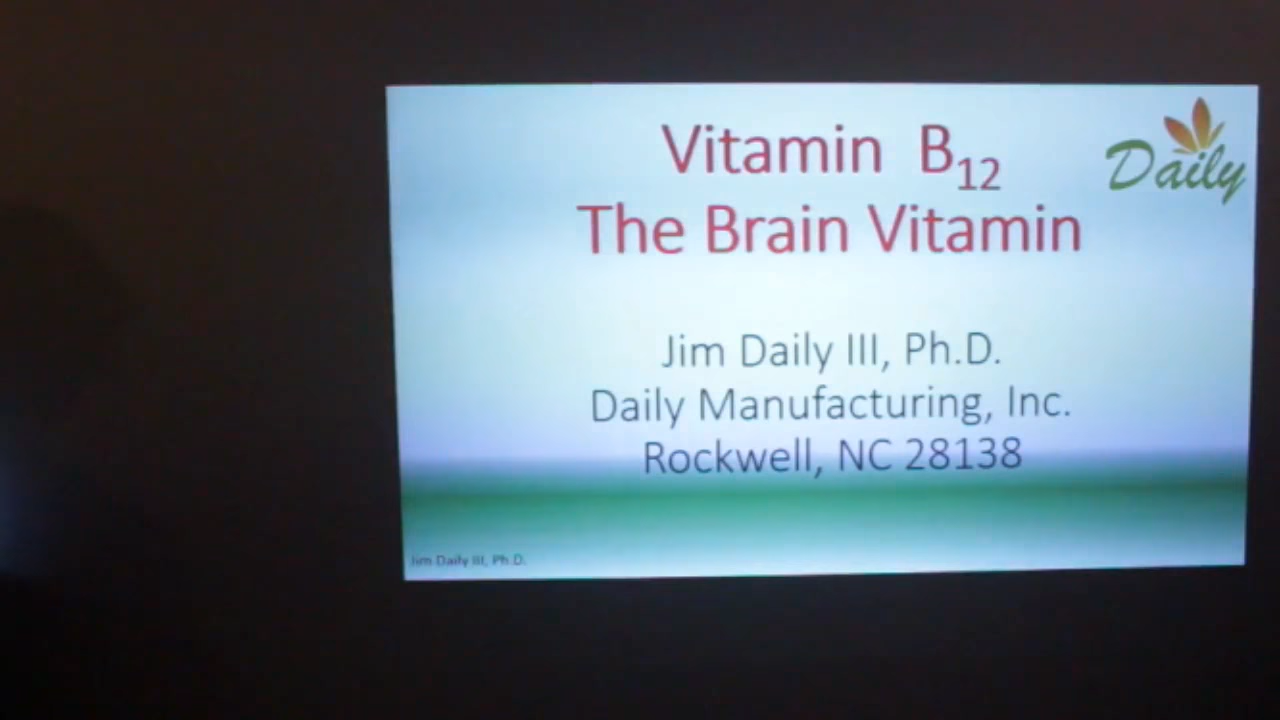 Vitamin B12
The Brain Vitamin
Daily
Jim Daily III, Ph.D.
Daily Manufacturing, Inc.
Rockwell, NC 28138
Jim Daily III, Ph.D.